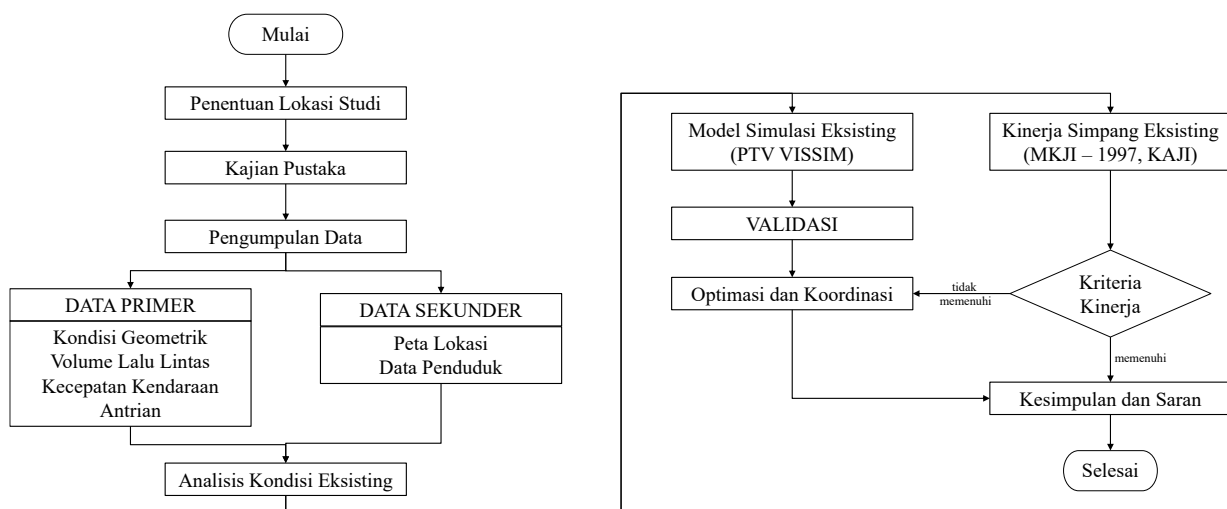 Mulai
Penentuan Lokasi Studi
Kajian Pustaka
Pengumpulan Data
DATA PRIMER
Kondisi Geometrik
Volume Lalu Lintas
Kecepatan Kendaraan
Antrian
DATA SEKUNDER
Peta Lokasi
Data Penduduk
Analisis Kondisi Eksisting
Model Simulasi Eksisting
(PTV VISSIM)
Kinerja Simpang Eksisting
(MKJI – 1997, KAJI)
VALIDASI
Optimasi dan Koordinasi
tidak
memenuhi
Kriteria
Kinerja
memenuhi
Kesimpulan dan Saran
Selesai